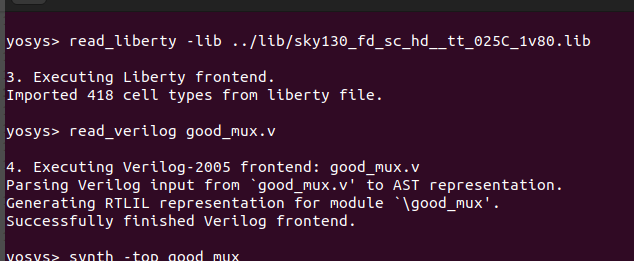 yosys> read_liberty -lib ../lib/sky130_fd_sc_hd__tt_025C_1v80.lib
3. Executing Liberty frontend.
Imported 418 cell types from liberty file.
yosys> read_verilog good_mux.v
4. Executing Verilog-2005 frontend: good_mux.v
Parsing Verilog input from `good_mux.v' to AST representation.
Generating RTLIL representation for module `\good_mux'.
Successfully finished Verilog frontend.
yosys> synth -top good_mux